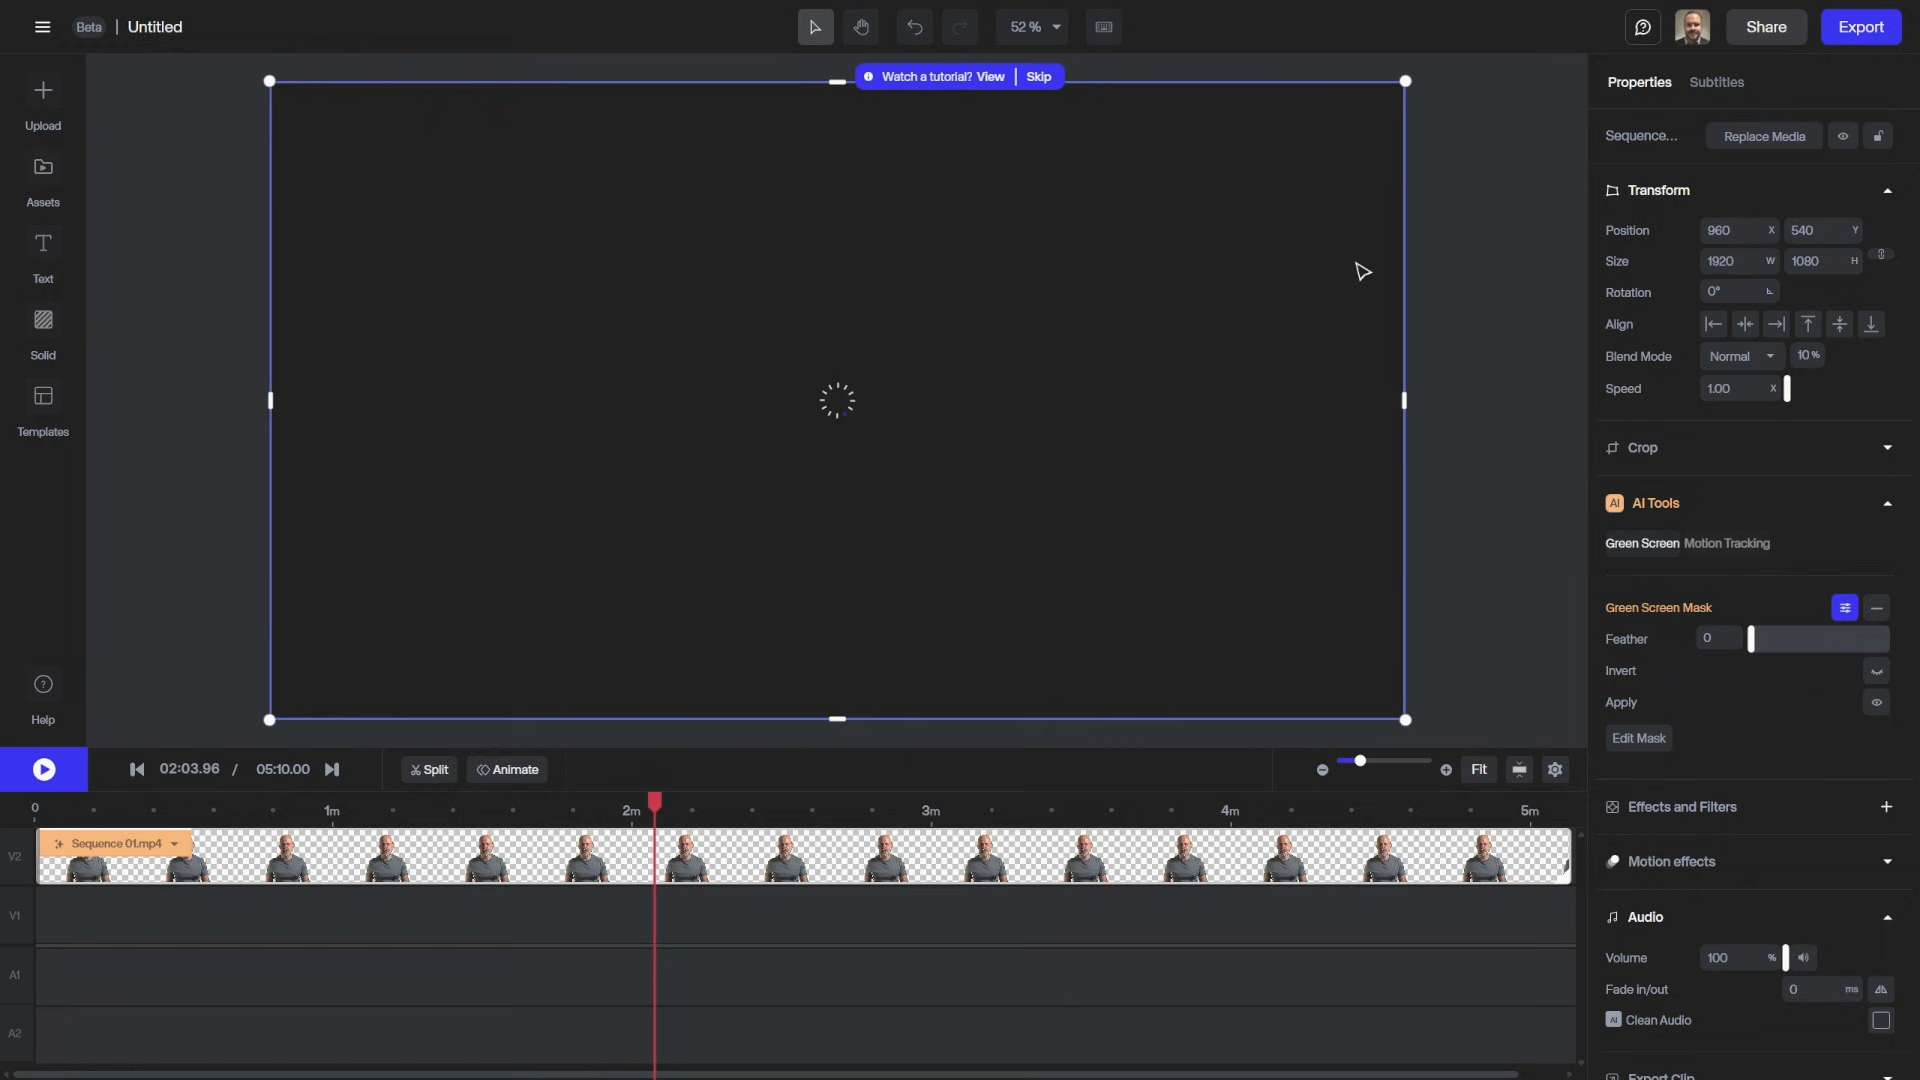 Beta | Untitled
52 %
Share
Export
Watch a tutorial? View | Skip
Upload
Assets
Text
Solid
Templates
Help
Properties Subtitles
Sequence... Replace Media
Transform
Position 960 X 540 Y
Size 1920 W 1080 H
Rotation 0°
Align
Blend Mode Normal 10 %
Speed 1.00 X
Crop
AI AI Tools
Green Screen Motion Tracking
Green Screen Mask
Feather 0
Invert
Apply
Edit Mask
Effects and Filters
Motion effects
Audio
Volume 100 %
Fade in/out 0 ms
AI Clean Audio
Export Clip
02:03.96 / 05:10.00
Split
Animate
Fit
0 1m 2m 3m 4m 5m
V2 Sequence 01.mp4
V1
A1
A2